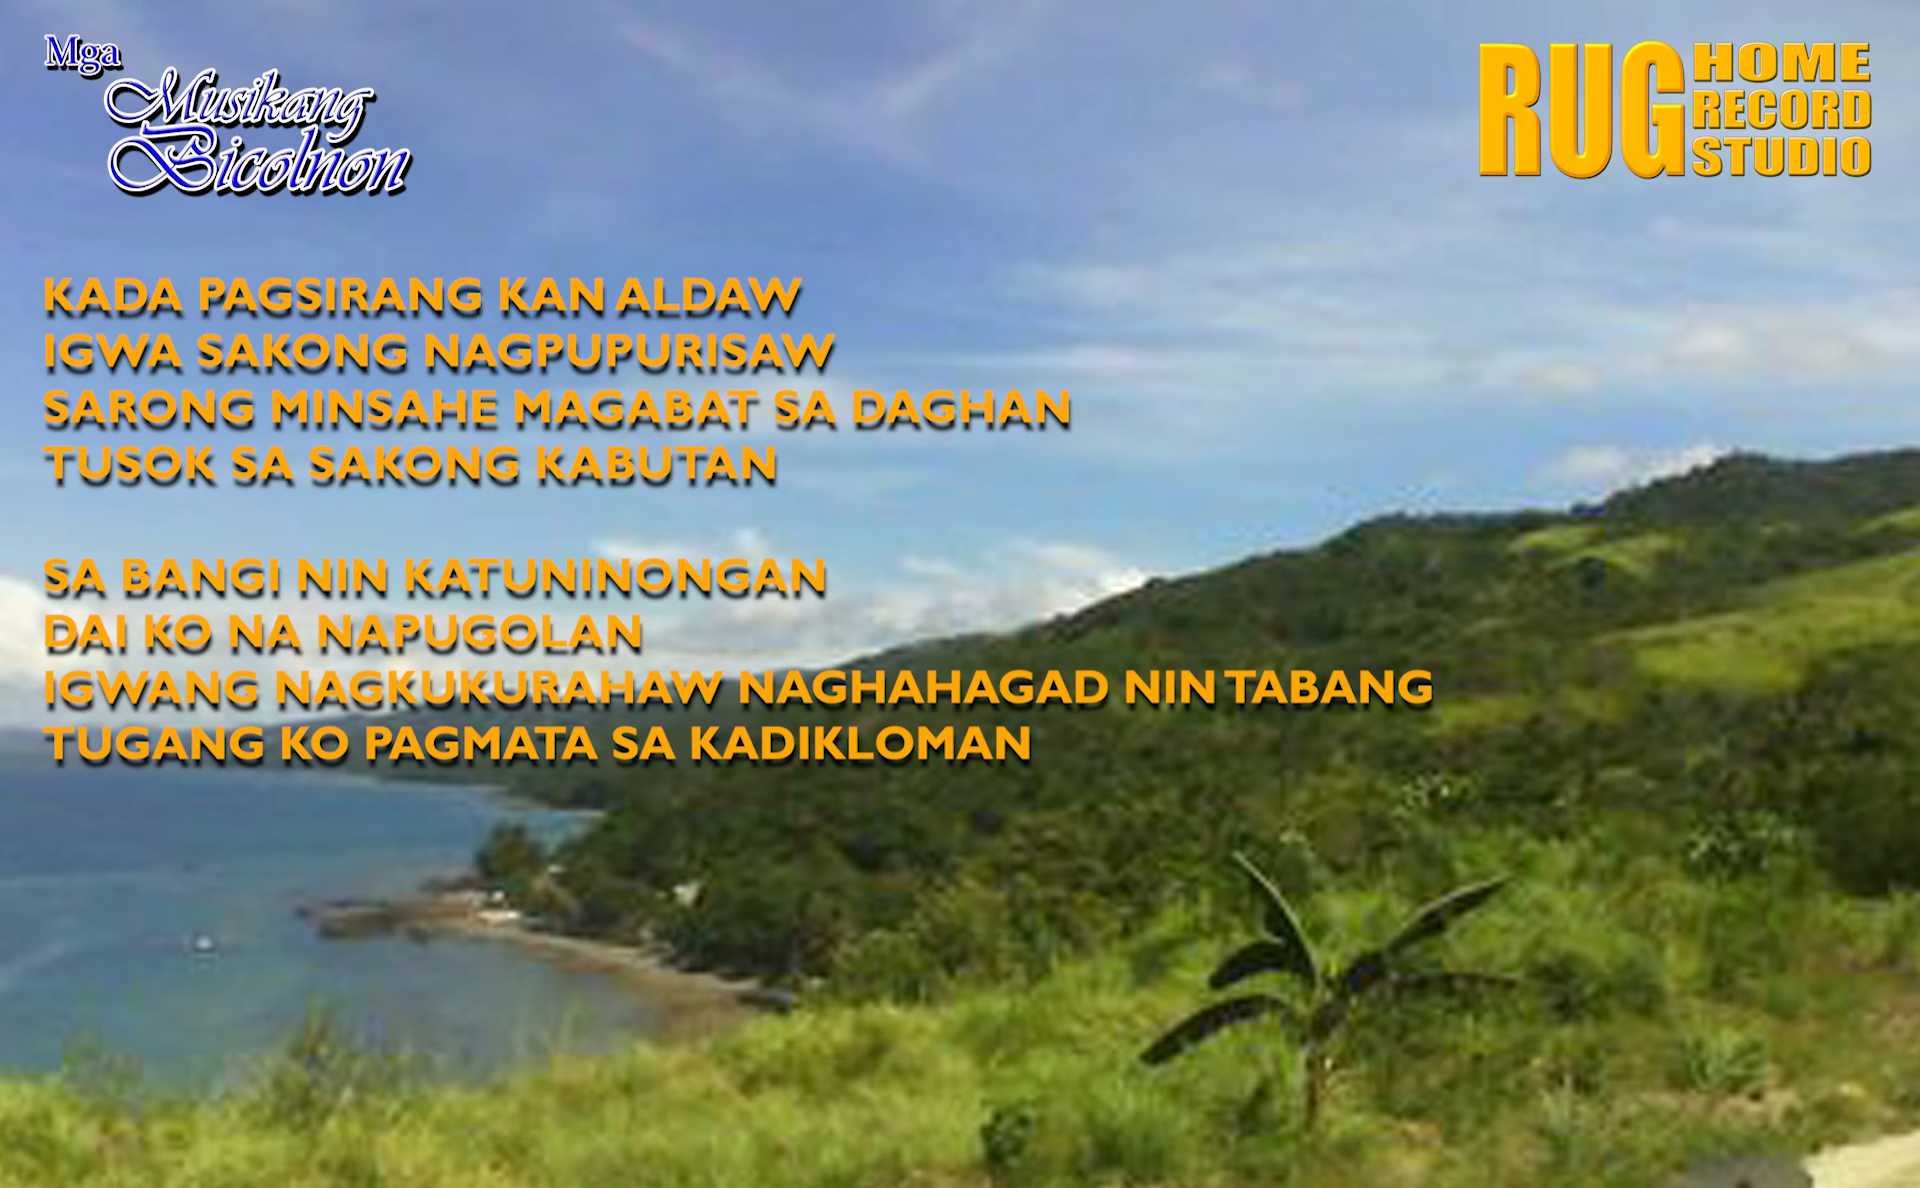 Mga
Musikang
Bicolnon
RUG HOME
RECORD
STUDIO
KADA PAGSIRANG KAN ALDAW
IGWA SAKONG NAGPUPURISAW
SARONG MINSAHE MAGABAT SA DAGHAN
TUSOK SA SAKONG KABUTAN
SA BANGI NIN KATUNINONGAN
DAI KO NA NAPUGOLAN
IGWANG NAGKUKURAHAW NAGHAHAGAD NIN TABANG
TUGANG KO PAGMATA SA KADIKLOMAN